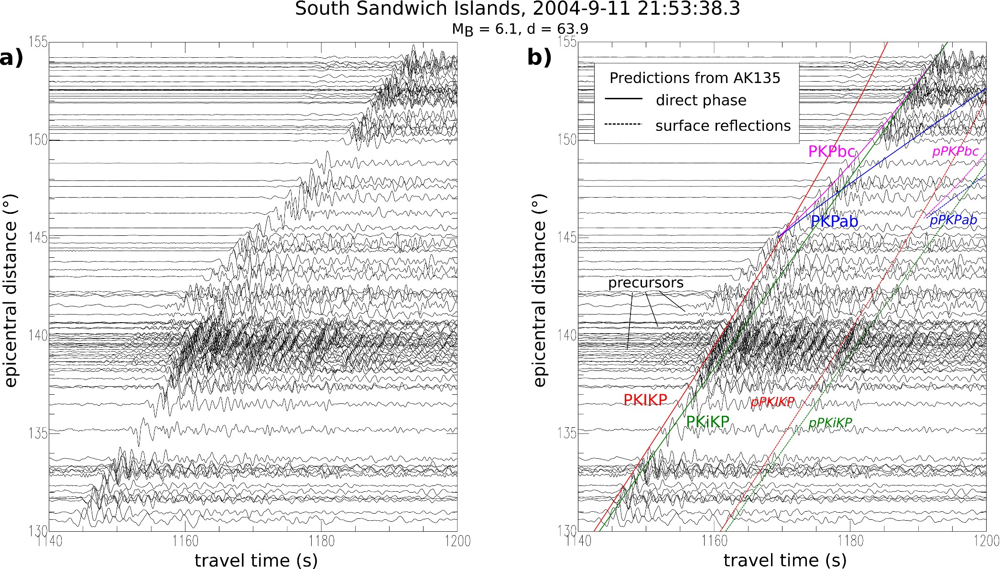 South Sandwich Islands, 2004-9-11 21:53:38.3
MB = 6.1, d = 63.9
a)
155
150
145
140
135
130
1140
1160
1180
1200
epicentral distance (°)
travel time (s)
b)
155
Predictions from AK135
direct phase
surface reflections
150
PKPbc
pPKPbc
PKPab
pPKPab
145
precursors
140
PKIKP
pPKIKP
PKiKP
pPKiKP
135
130
1140
1160
1180
1200
epicentral distance (°)
travel time (s)